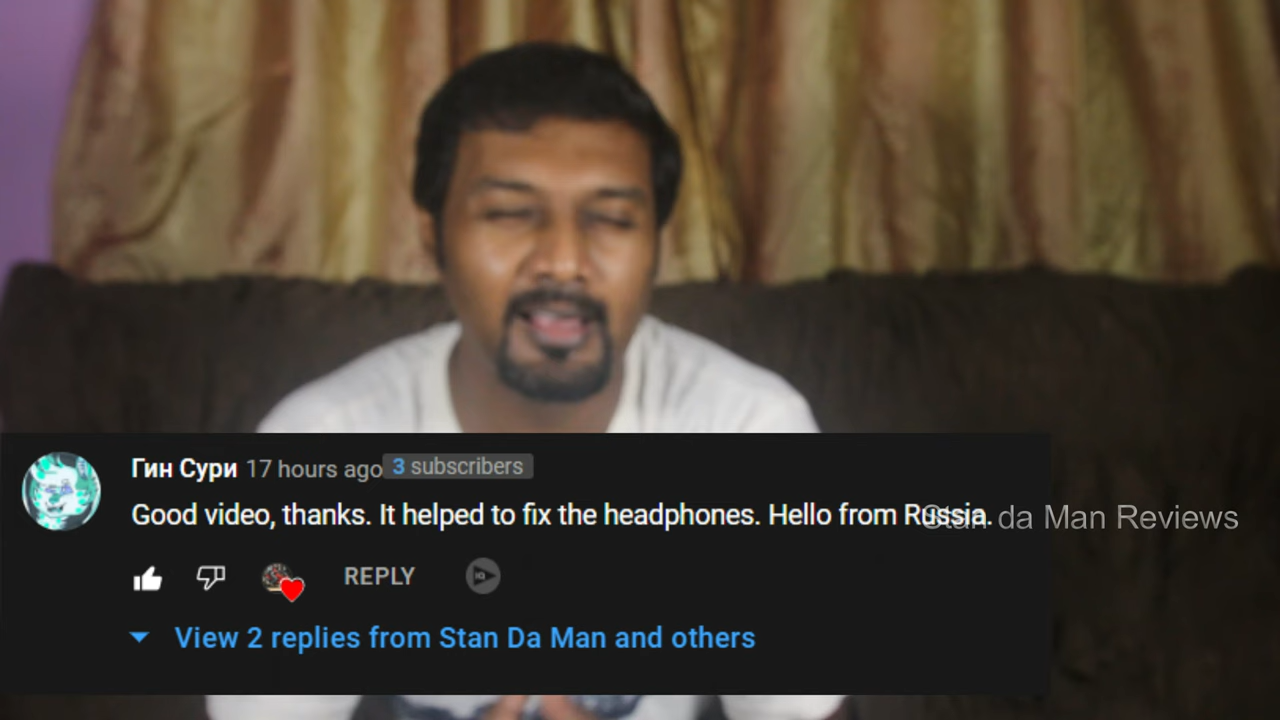 Гин Сури 17 hours ago 3 subscribers
Good video, thanks. It helped to fix the headphones. Hello from Russia.
Stan da Man Reviews
REPLY
View 2 replies from Stan Da Man and others